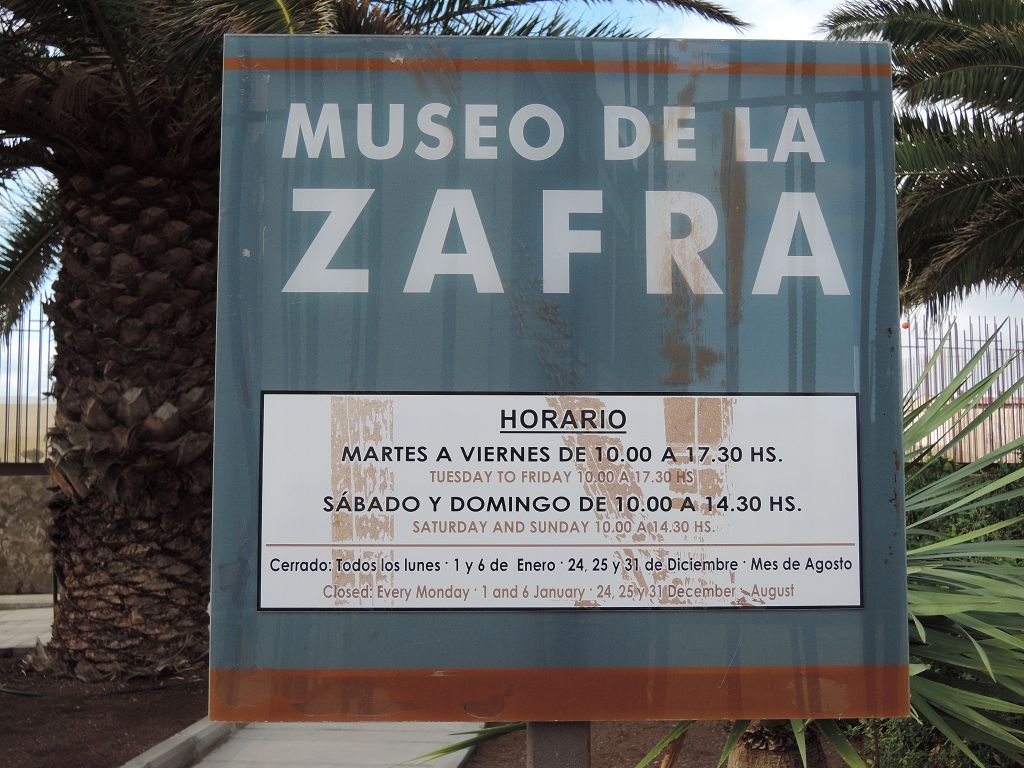 MUSEO DE LA
ZAFRA
HORARIO
MARTES A VIERNES DE 10.00 A 17.30 HS.
TUESDAY TO FRIDAY 10.00 A 17.30 HS
SÁBADO Y DOMINGO DE 10.00 A 14.30 HS.
SATURDAY AND SUNDAY 10.00 A 14.30 HS.
Cerrado: Todos los lunes · 1 y 6 de Enero · 24, 25 y 31 de Diciembre · Mes de Agosto
Closed: Every Monday · 1 and 6 January · 24, 25 y 31 December · August